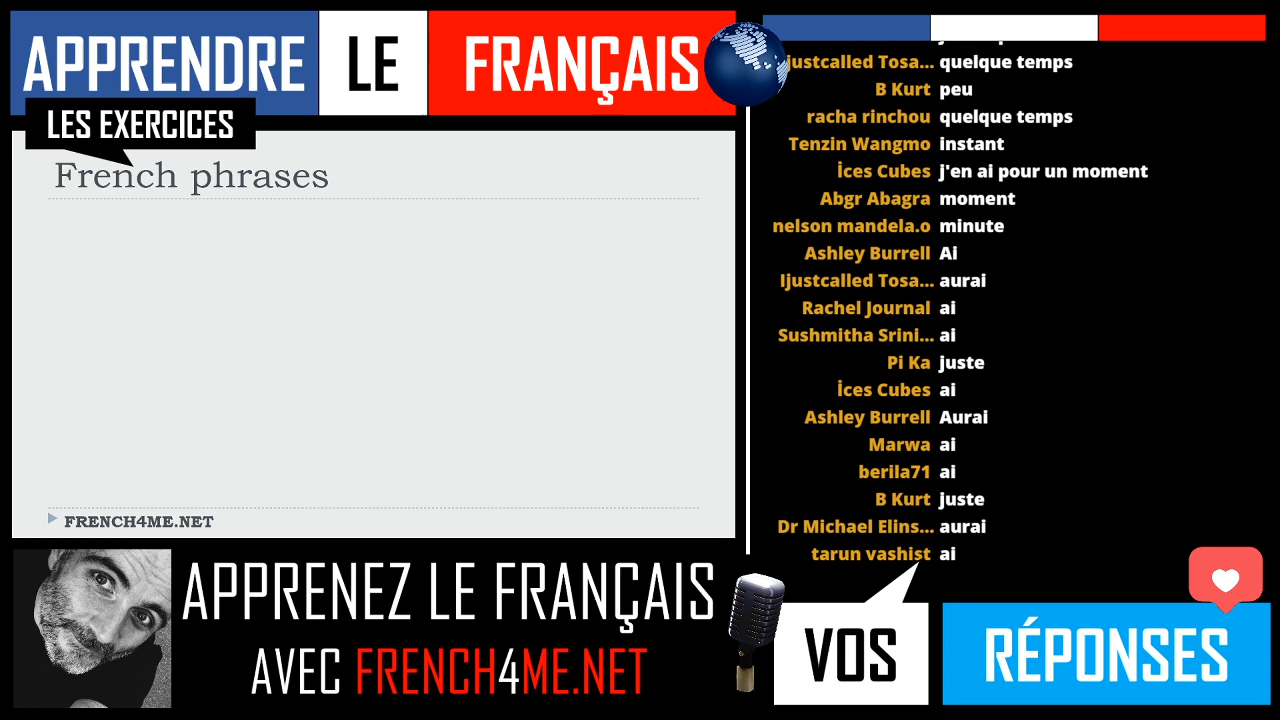 APPRENDRE LE FRANÇAIS
LES EXERCICES
French phrases
FRENCH4ME.NET
APPRENEZ LE FRANÇAIS
AVEC FRENCH4ME.NET
justcalled Tosa... quelque temps
B Kurt peu
racha rinchou quelque temps
Tenzin Wangmo instant
İces Cubes j'en ai pour un moment
Abgr Abagra moment
nelson mandela.o minute
Ashley Burrell Ai
Ijustcalled Tosa... aurai
Rachel Journal ai
Sushmitha Srini... ai
Pi Ka juste
İces Cubes ai
Ashley Burrell Aurai
Marwa ai
berila71 ai
B Kurt juste
Dr Michael Elins... aurai
tarun vashist ai
VOS RÉPONSES